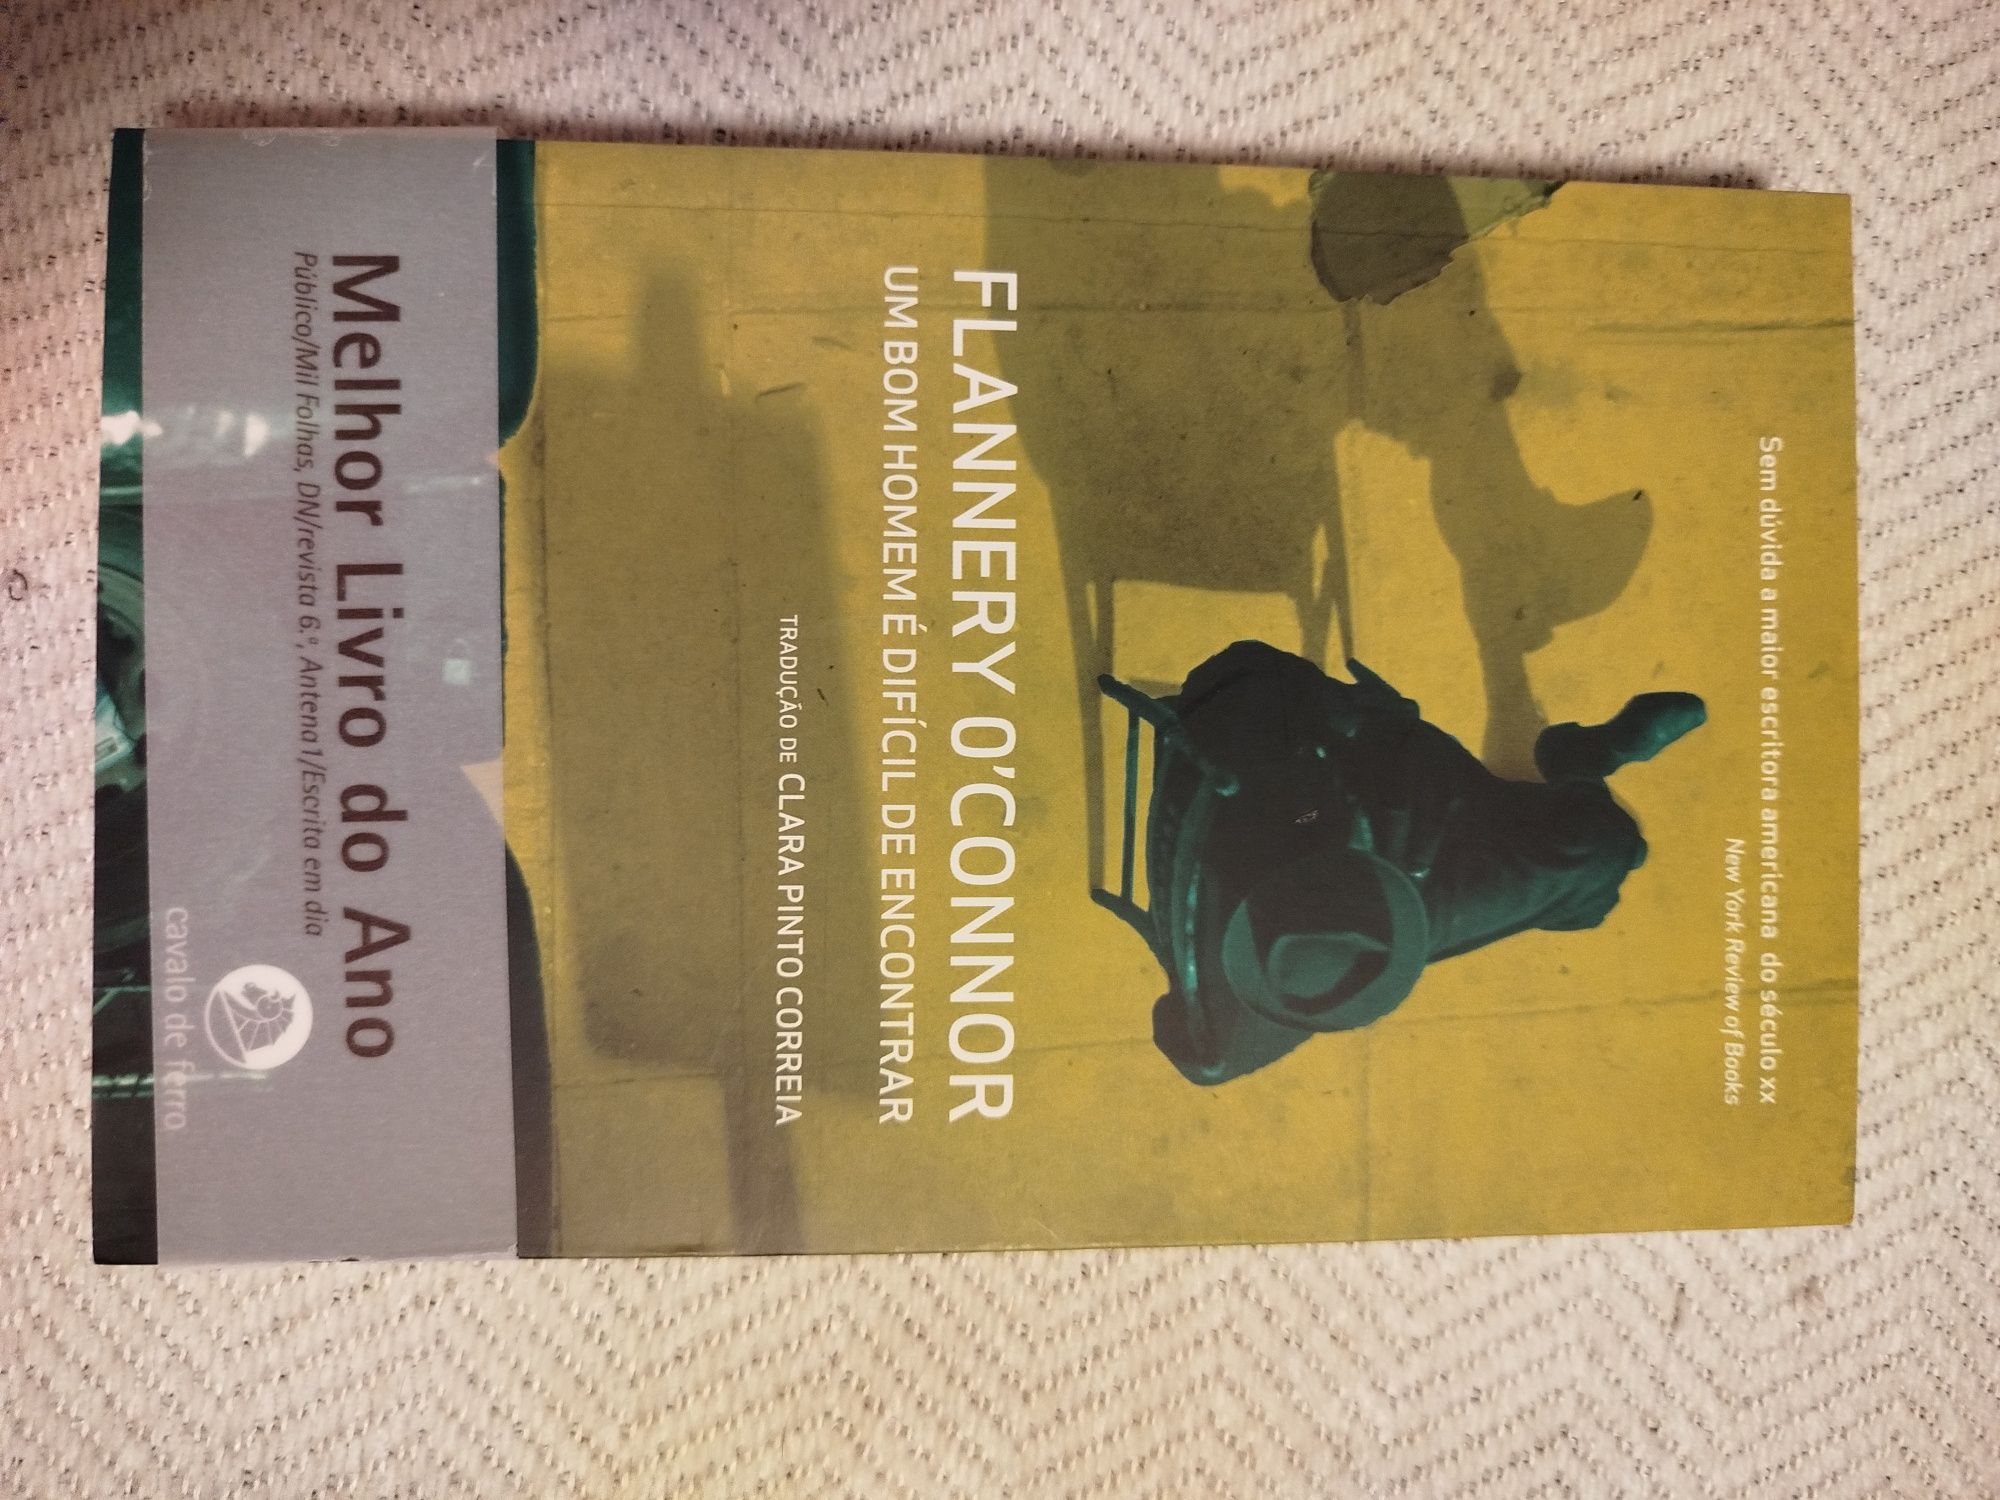 Sem dúvida a maior escritora americana do século XX
New York Review of Books
FLANNERY O'CONNOR
UM BOM HOMEM É DIFÍCIL DE ENCONTRAR
TRADUÇÃO DE CLARA PINTO CORREIA
Melhor Livro do Ano
Público/Mil Folhas, DN/revista 6.ª, Antena1/Escrita em dia
cavalo de ferro